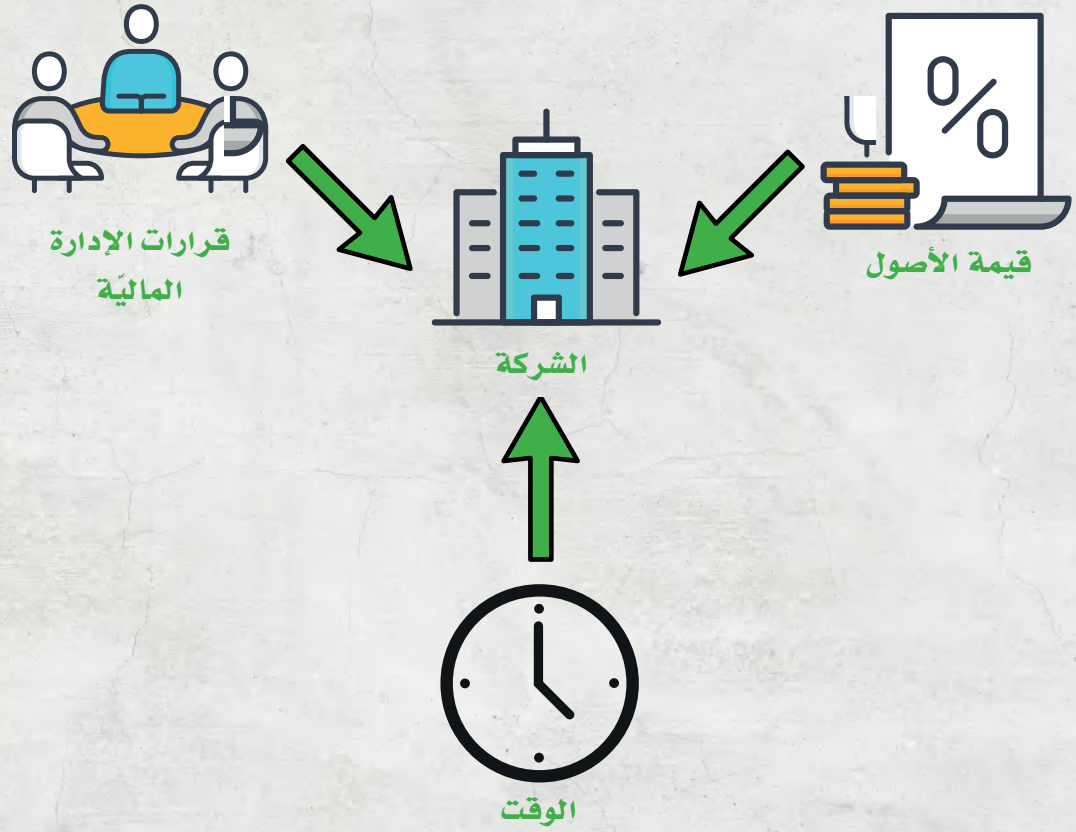 قرارات الإدارة
الماليّة
قيمة الأصول
%
الشركة
الوقت